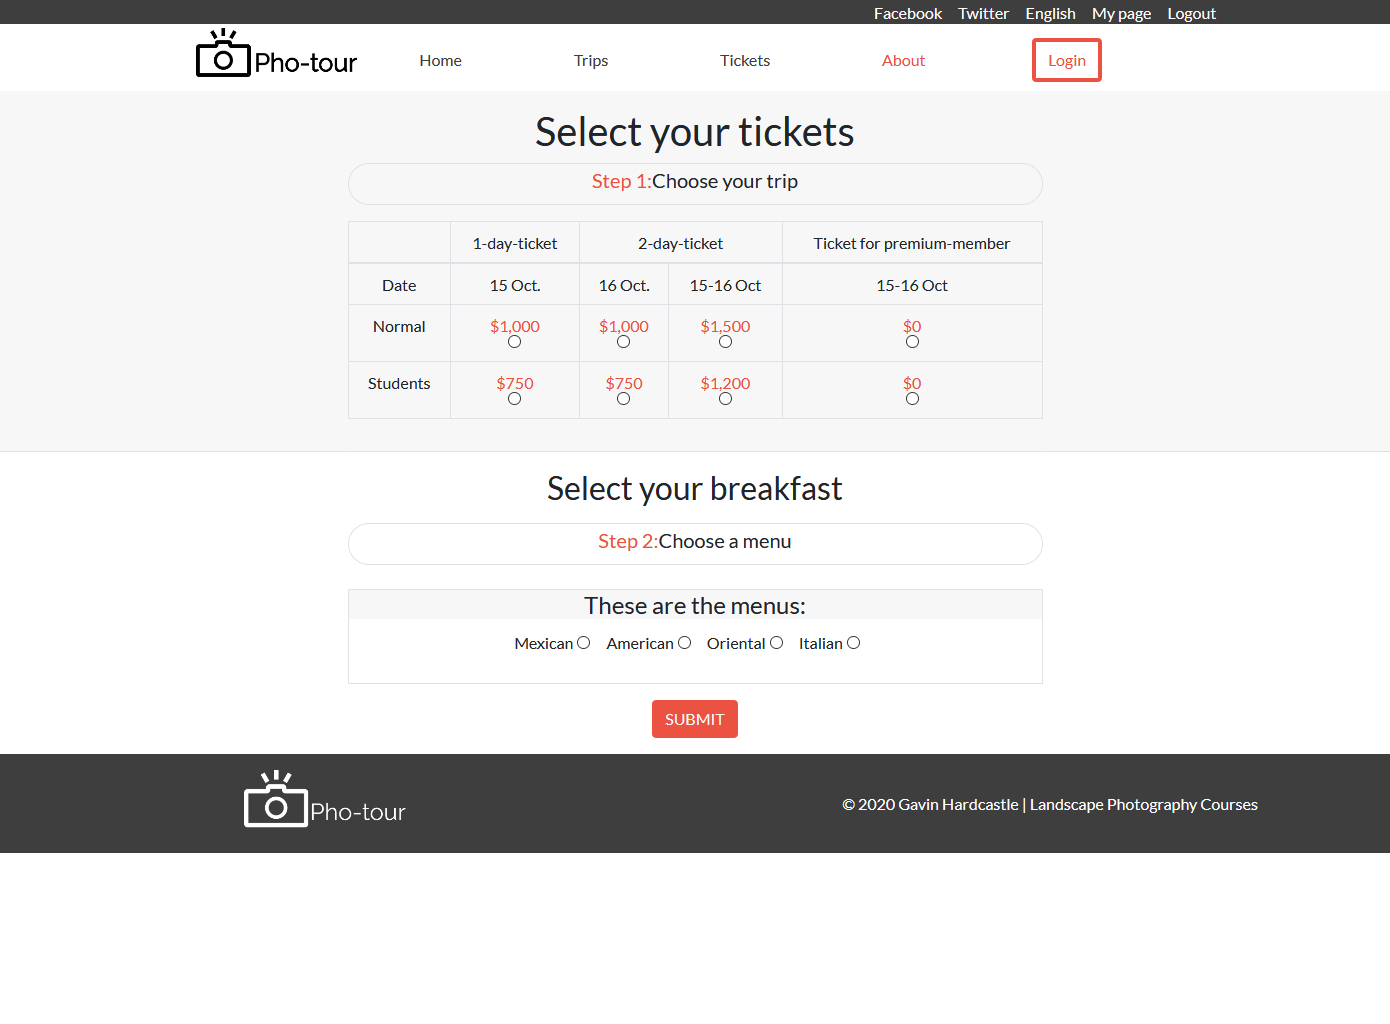 Facebook Twitter English My page Logout
Pho-tour Home Trips Tickets About Login
Select your tickets
Step 1:Choose your trip
1-day-ticket 2-day-ticket Ticket for premium-member
Date 15 Oct. 16 Oct. 15-16 Oct 15-16 Oct
Normal $1,000 $1,000 $1,500 $0
Students $750 $750 $1,200 $0
Select your breakfast
Step 2:Choose a menu
These are the menus:
Mexican American Oriental Italian
SUBMIT
Pho-tour © 2020 Gavin Hardcastle | Landscape Photography Courses